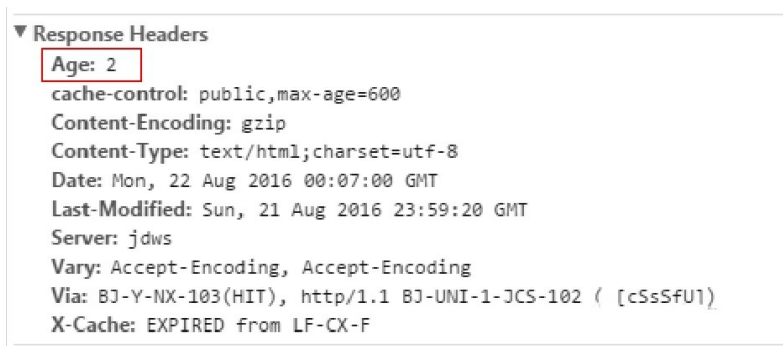 ▼ Response Headers
Age: 2
cache-control: public,max-age=600
Content-Encoding: gzip
Content-Type: text/html;charset=utf-8
Date: Mon, 22 Aug 2016 00:07:00 GMT
Last-Modified: Sun, 21 Aug 2016 23:59:20 GMT
Server: jdws
Vary: Accept-Encoding, Accept-Encoding
Via: BJ-Y-NX-103(HIT), http/1.1 BJ-UNI-1-JCS-102 ( [cSsSfU])
X-Cache: EXPIRED from LF-CX-F